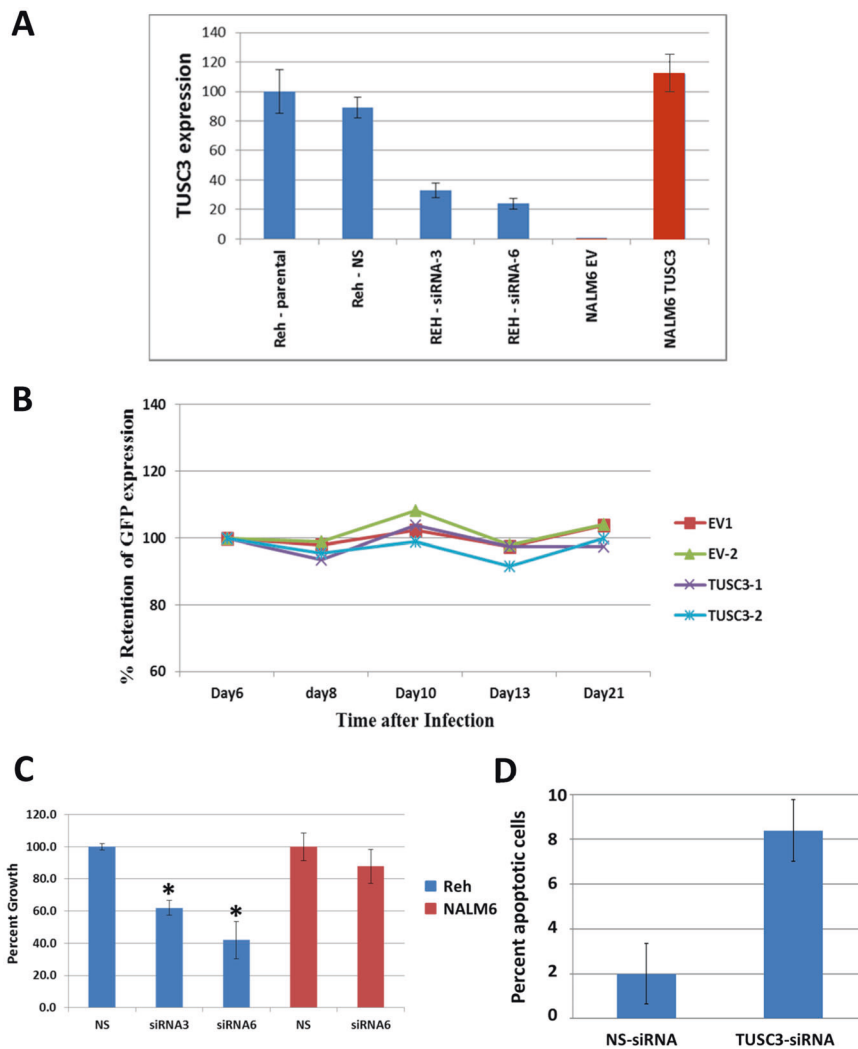 A
TUSC3 expression
140
120
100
80
60
40
20
0
Reh - parental
Reh - NS
REH - siRNA-3
REH - siRNA-6
NALM6 EV
NALM6 TUSC3
B
% Retention of GFP expression
140
120
100
80
60
Day6
day8
Day10
Day13
Day21
Time after Infection
EV1
EV-2
TUSC3-1
TUSC3-2
C
Percent Growth
120.0
100.0
80.0
60.0
40.0
20.0
0.0
*
*
NS
siRNA3
siRNA6
NS
siRNA6
Reh
NALM6
D
Percent apoptotic cells
10
8
6
4
2
0
NS-siRNA
TUSC3-siRNA